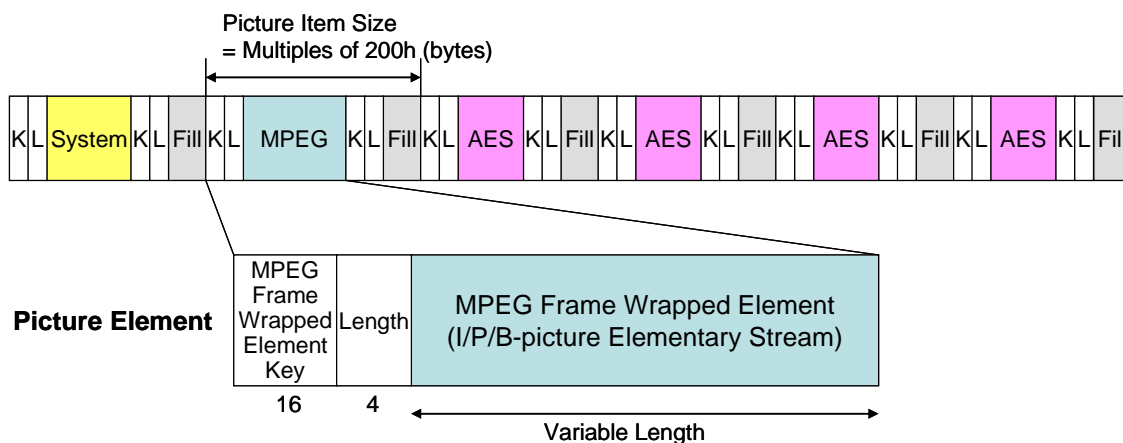 Picture Item Size
= Multiples of 200h (bytes)
K L System K L Fill K L MPEG K L Fill K L AES K L Fill K L AES K L Fill K L AES K L Fill K L AES K L Fil
Picture Element
MPEG
Frame
Wrapped
Element
Key
Length
MPEG Frame Wrapped Element
(I/P/B-picture Elementary Stream)
16
4
Variable Length